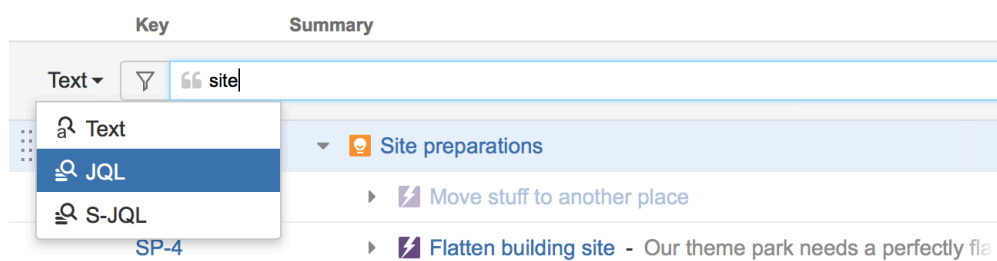 Key Summary
Text site
Text
JQL
S-JQL
Site preparations
Move stuff to another place
SP-4 Flatten building site - Our theme park needs a perfectly